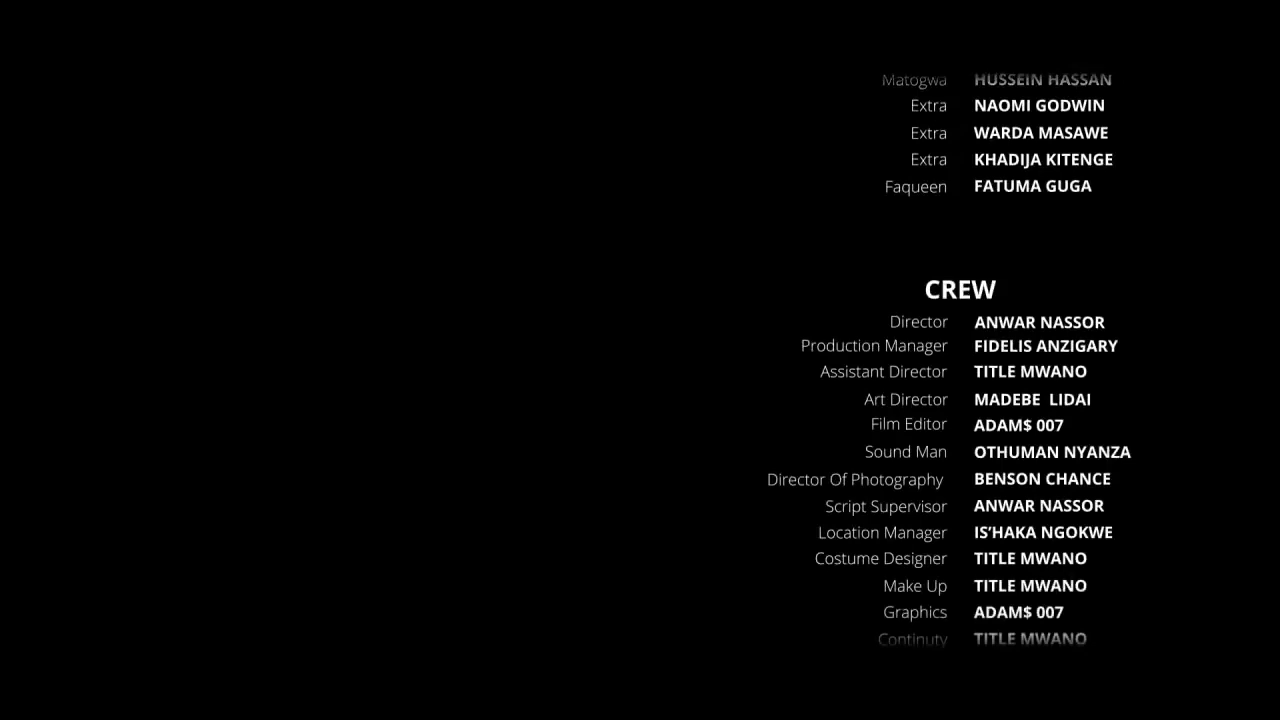 Matogwa HUSSEIN HASSAN
Extra NAOMI GODWIN
Extra WARDA MASAWE
Extra KHADIJA KITENGE
Faqueen FATUMA GUGA
CREW
Director ANWAR NASSOR
Production Manager FIDELIS ANZIGARY
Assistant Director TITLE MWANO
Art Director MADEBE LIDAI
Film Editor ADAM$ 007
Sound Man OTHUMAN NYANZA
Director Of Photography BENSON CHANCE
Script Supervisor ANWAR NASSOR
Location Manager IS’HAKA NGOKWE
Costume Designer TITLE MWANO
Make Up TITLE MWANO
Graphics ADAM$ 007
Continuty TITLE MWANO